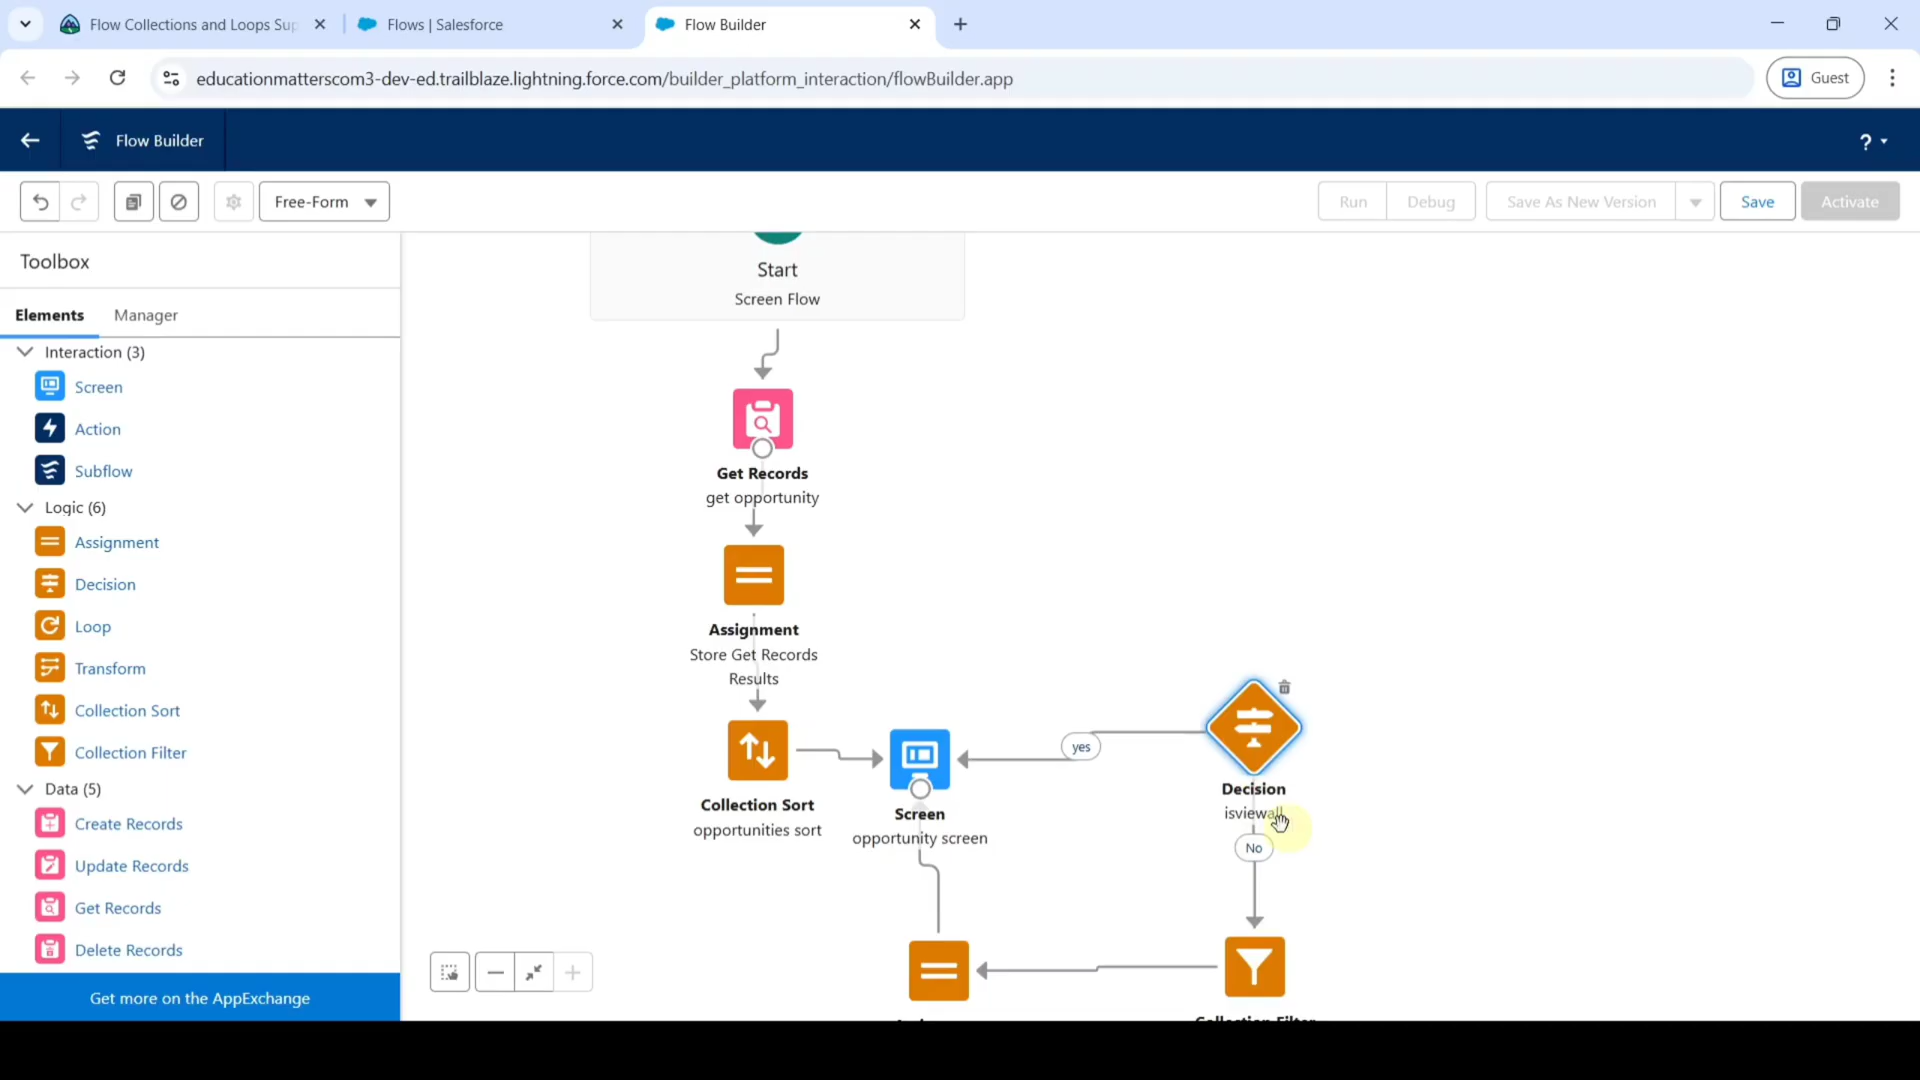 Flow Collections and Loops Sup
Flows | Salesforce
Flow Builder
educationmatterscom3-dev-ed.trailblaze.lightning.force.com/builder_platform_interaction/flowBuilder.app
Guest
Flow Builder
?
Free-Form
Run
Debug
Save As New Version
Save
Activate
Toolbox
Elements
Manager
Interaction (3)
Screen
Action
Subflow
Logic (6)
Assignment
Decision
Loop
Transform
Collection Sort
Collection Filter
Data (5)
Create Records
Update Records
Get Records
Delete Records
Get more on the AppExchange
Start
Screen Flow
Get Records
get opportunity
Assignment
Store Get Records
Results
Collection Sort
opportunities sort
Screen
opportunity screen
yes
Decision
isviewall
No
Collection Filter